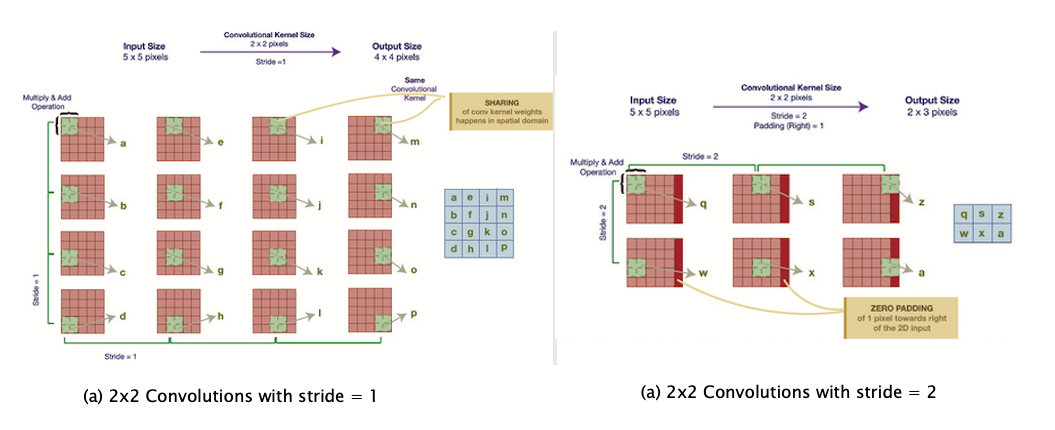 Input Size
5 x 5 pixels
Convolutional Kernel Size
2 x 2 pixels
Stride =1
Output Size
4 x 4 pixels
Multiply & Add
Operation
Same
Convolutional
Kernel
SHARING
of conv kernel weights
happens in spatial domain
a
e
i
m
b
f
j
n
c
g
k
o
d
h
l
p
a e i m
b f j n
c g k o
d h l p
Stride = 1
Stride = 1
(a) 2x2 Convolutions with stride = 1
Input Size
5 x 5 pixels
Convolutional Kernel Size
2 x 2 pixels
Stride = 2
Padding (Right) = 1
Output Size
2 x 3 pixels
Multiply & Add
Operation
Stride = 2
Stride = 2
q
s
z
w
x
a
q s z
w x a
ZERO PADDING
of 1 pixel towards right
of the 2D input
(a) 2x2 Convolutions with stride = 2